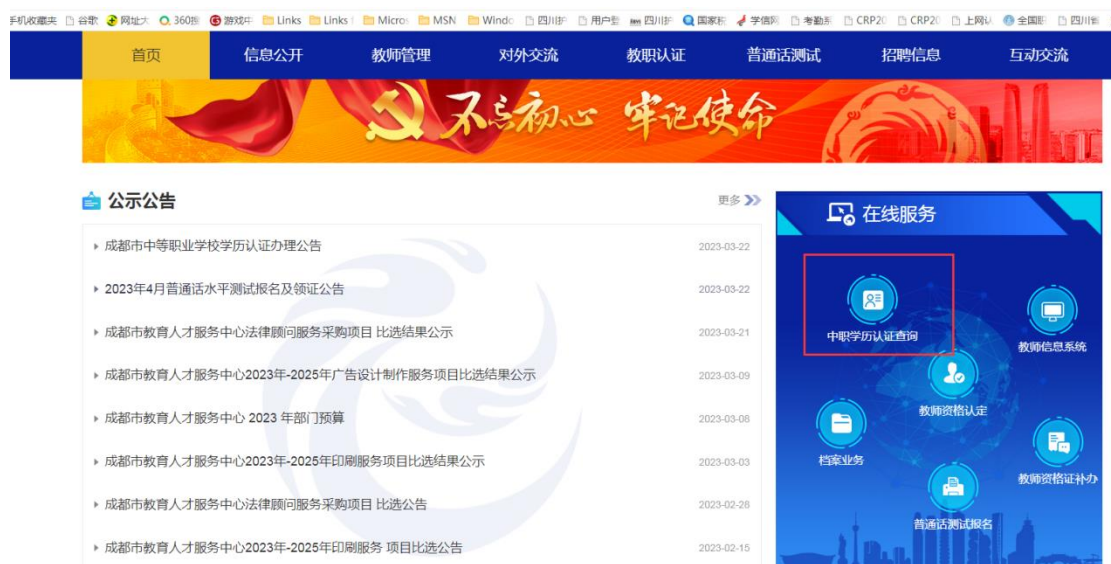 手机收藏夹 谷歌 网址大 360搜 游戏中 Links Links Micros MSN Windo 四川护 用户登 四川护 国家税 学信网 考勤系 CRP20 CRP20 上网认 全国职 四川省
首页 信息公开 教师管理 对外交流 教职认证 普通话测试 招聘信息 互动交流
不忘初心 牢记使命
公示公告 更多
成都市中等职业学校学历认证办理公告 2023-03-22
2023年4月普通话水平测试报名及领证公告 2023-03-22
成都市教育人才服务中心法律顾问服务采购项目 比选结果公示 2023-03-21
成都市教育人才服务中心2023年-2025年广告设计制作服务项目比选结果公示 2023-03-09
成都市教育人才服务中心 2023 年部门预算 2023-03-08
成都市教育人才服务中心2023年-2025年印刷服务项目比选结果公示 2023-03-03
成都市教育人才服务中心法律顾问服务采购项目 比选公告 2023-02-28
成都市教育人才服务中心2023年-2025年印刷服务 项目比选公告 2023-02-15
在线服务
中职学历认证查询
教师信息系统
教师资格认定
档案业务
教师资格证补办
普通话测试报名